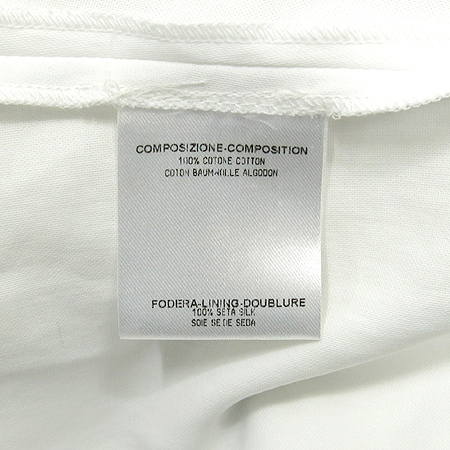 COMPOSIZIONE-COMPOSITION
100% COTONE COTTON
COTON BAUMWOLLE ALGODON
FODERA-LINING-DOUBLURE
100% SETA SILK
SOIE SEIDE SEDA